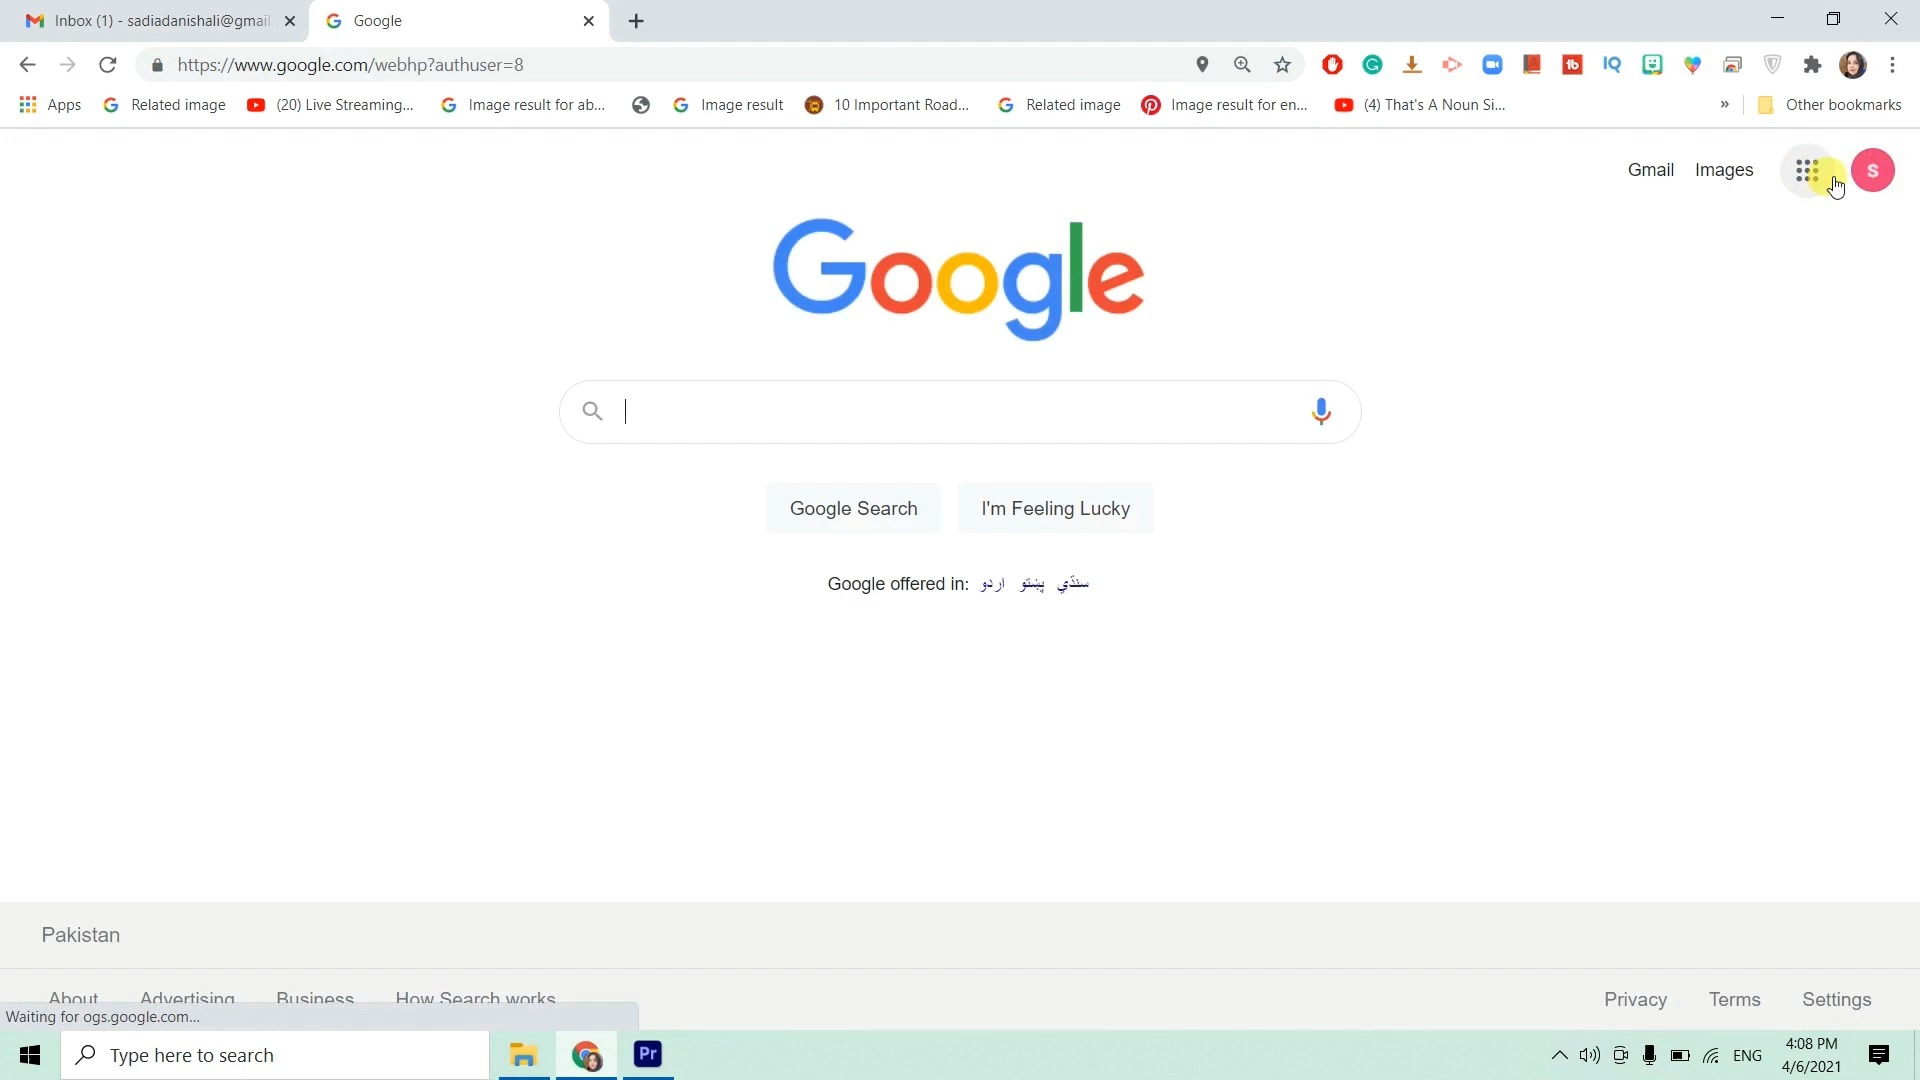 Inbox (1) - sadiadanishali@gmail
Google
https://www.google.com/webhp?authuser=8
Apps
Related image
(20) Live Streaming...
Image result for ab...
Image result
10 Important Road...
Related image
Image result for en...
(4) That's A Noun Si...
»
Other bookmarks
Gmail
Images
S
Google
Google Search
I'm Feeling Lucky
Google offered in: اردو پښتو سنڌي
Pakistan
About
Advertising
Business
How Search works
Privacy
Terms
Settings
Waiting for ogs.google.com...
Type here to search
Pr
ENG
4:08 PM
4/6/2021